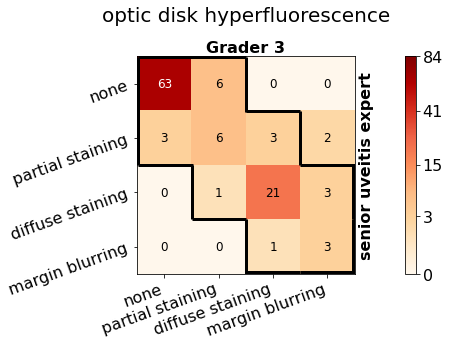 optic disk hyperfluorescence
Grader 3
none 63 6 0 0
partial staining 3 6 3 2
diffuse staining 0 1 21 3
margin blurring 0 0 1 3
none
partial staining
diffuse staining
margin blurring
senior uveitis expert
84
41
15
3
0